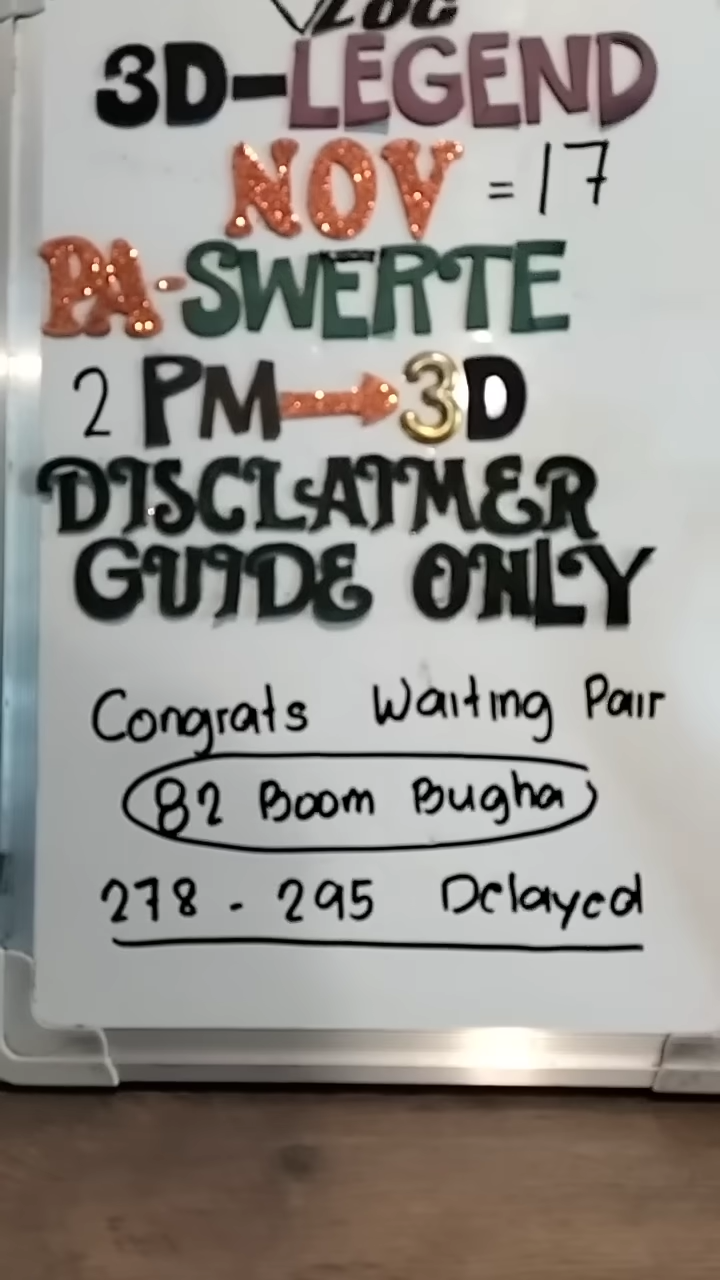 VLOG
3D-LEGEND
NOV = 17
PA-SWERTE
2 PM→3D
DISCLAIMER
GUIDE ONLY
Congrats Waiting Pair
82 Boom Bugha
278 - 295 Delayed